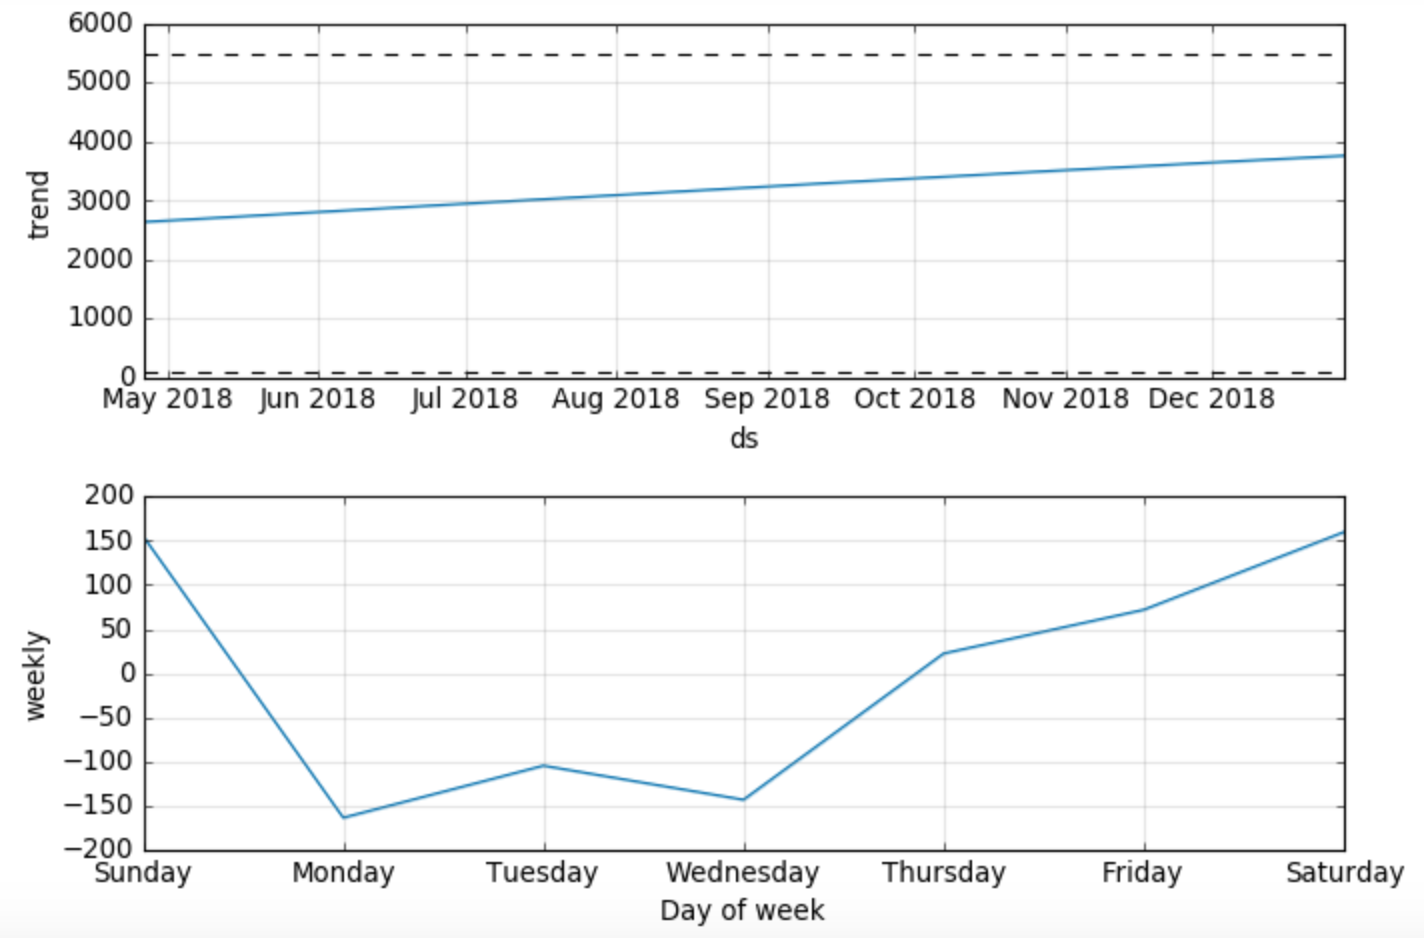 6000
5000
4000
3000
2000
1000
0
trend
May 2018 Jun 2018 Jul 2018 Aug 2018 Sep 2018 Oct 2018 Nov 2018 Dec 2018
ds
200
150
100
50
0
−50
−100
−150
−200
weekly
Sunday Monday Tuesday Wednesday Thursday Friday Saturday
Day of week